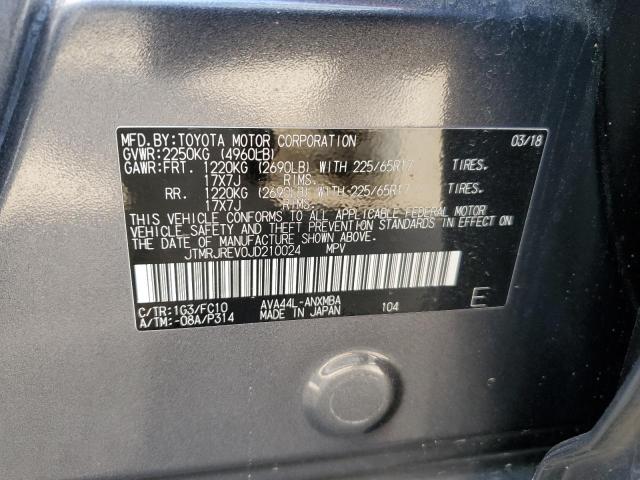 MFD.BY:TOYOTA MOTOR CORPORATION 03/18
GVWR:2250KG (4960LB)
GAWR:FRT. 1220KG (2690LB) WITH 225/65R17 TIRES.
17X7J RIMS.
RR. 1220KG (2690LB) WITH 225/65R17 TIRES.
17X7J RIMS.
THIS VEHICLE CONFORMS TO ALL APPLICABLE FEDERAL MOTOR
VEHICLE SAFETY AND THEFT PREVENTION STANDARDS IN EFFECT ON
THE DATE OF MANUFACTURE SHOWN ABOVE.
JTMRJREV0JD210024 MPV
C/TR:1G3/FC10 AVA44L-ANXMBA 104 E
A/TM:-08A/P314 MADE IN JAPAN